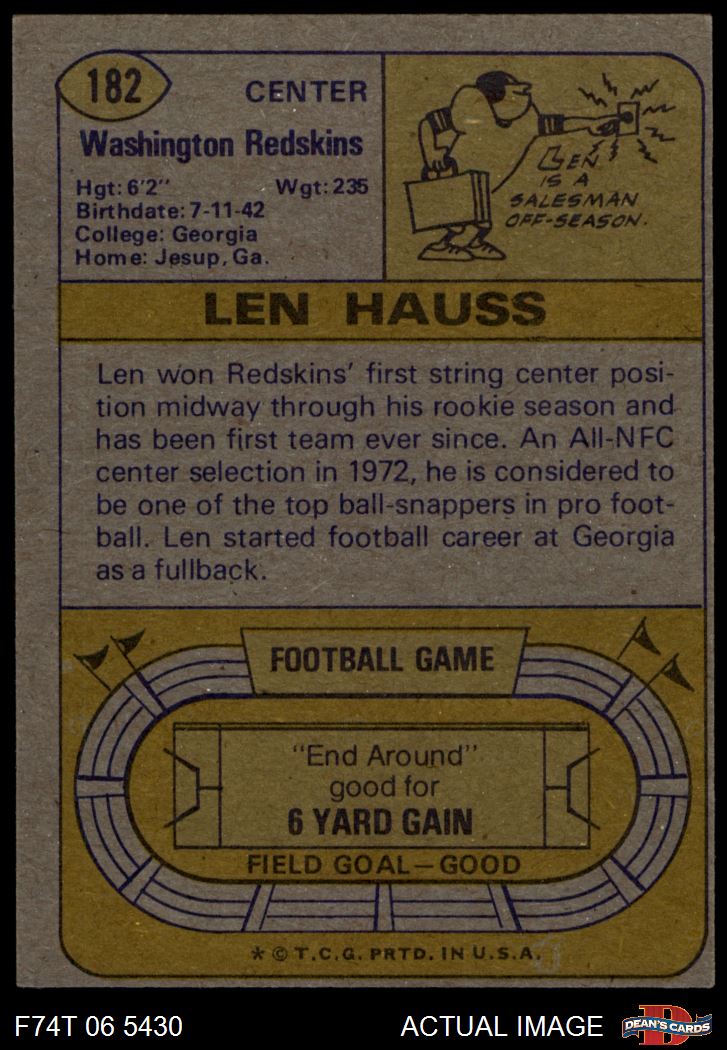 182
CENTER
Washington Redskins
Hgt: 6'2" Wgt: 235
Birthdate: 7-11-42
College: Georgia
Home: Jesup, Ga.
LEN
IS A
SALESMAN
OFF-SEASON.
LEN HAUSS
Len won Redskins' first string center posi-
tion midway through his rookie season and
has been first team ever since. An All-NFC
center selection in 1972, he is considered to
be one of the top ball-snappers in pro foot-
ball. Len started football career at Georgia
as a fullback.
FOOTBALL GAME
"End Around"
good for
6 YARD GAIN
FIELD GOAL—GOOD
* © T.C.G. PRTD. IN U.S.A.
F74T 06 5430 ACTUAL IMAGE
D
DEAN'S CARDS